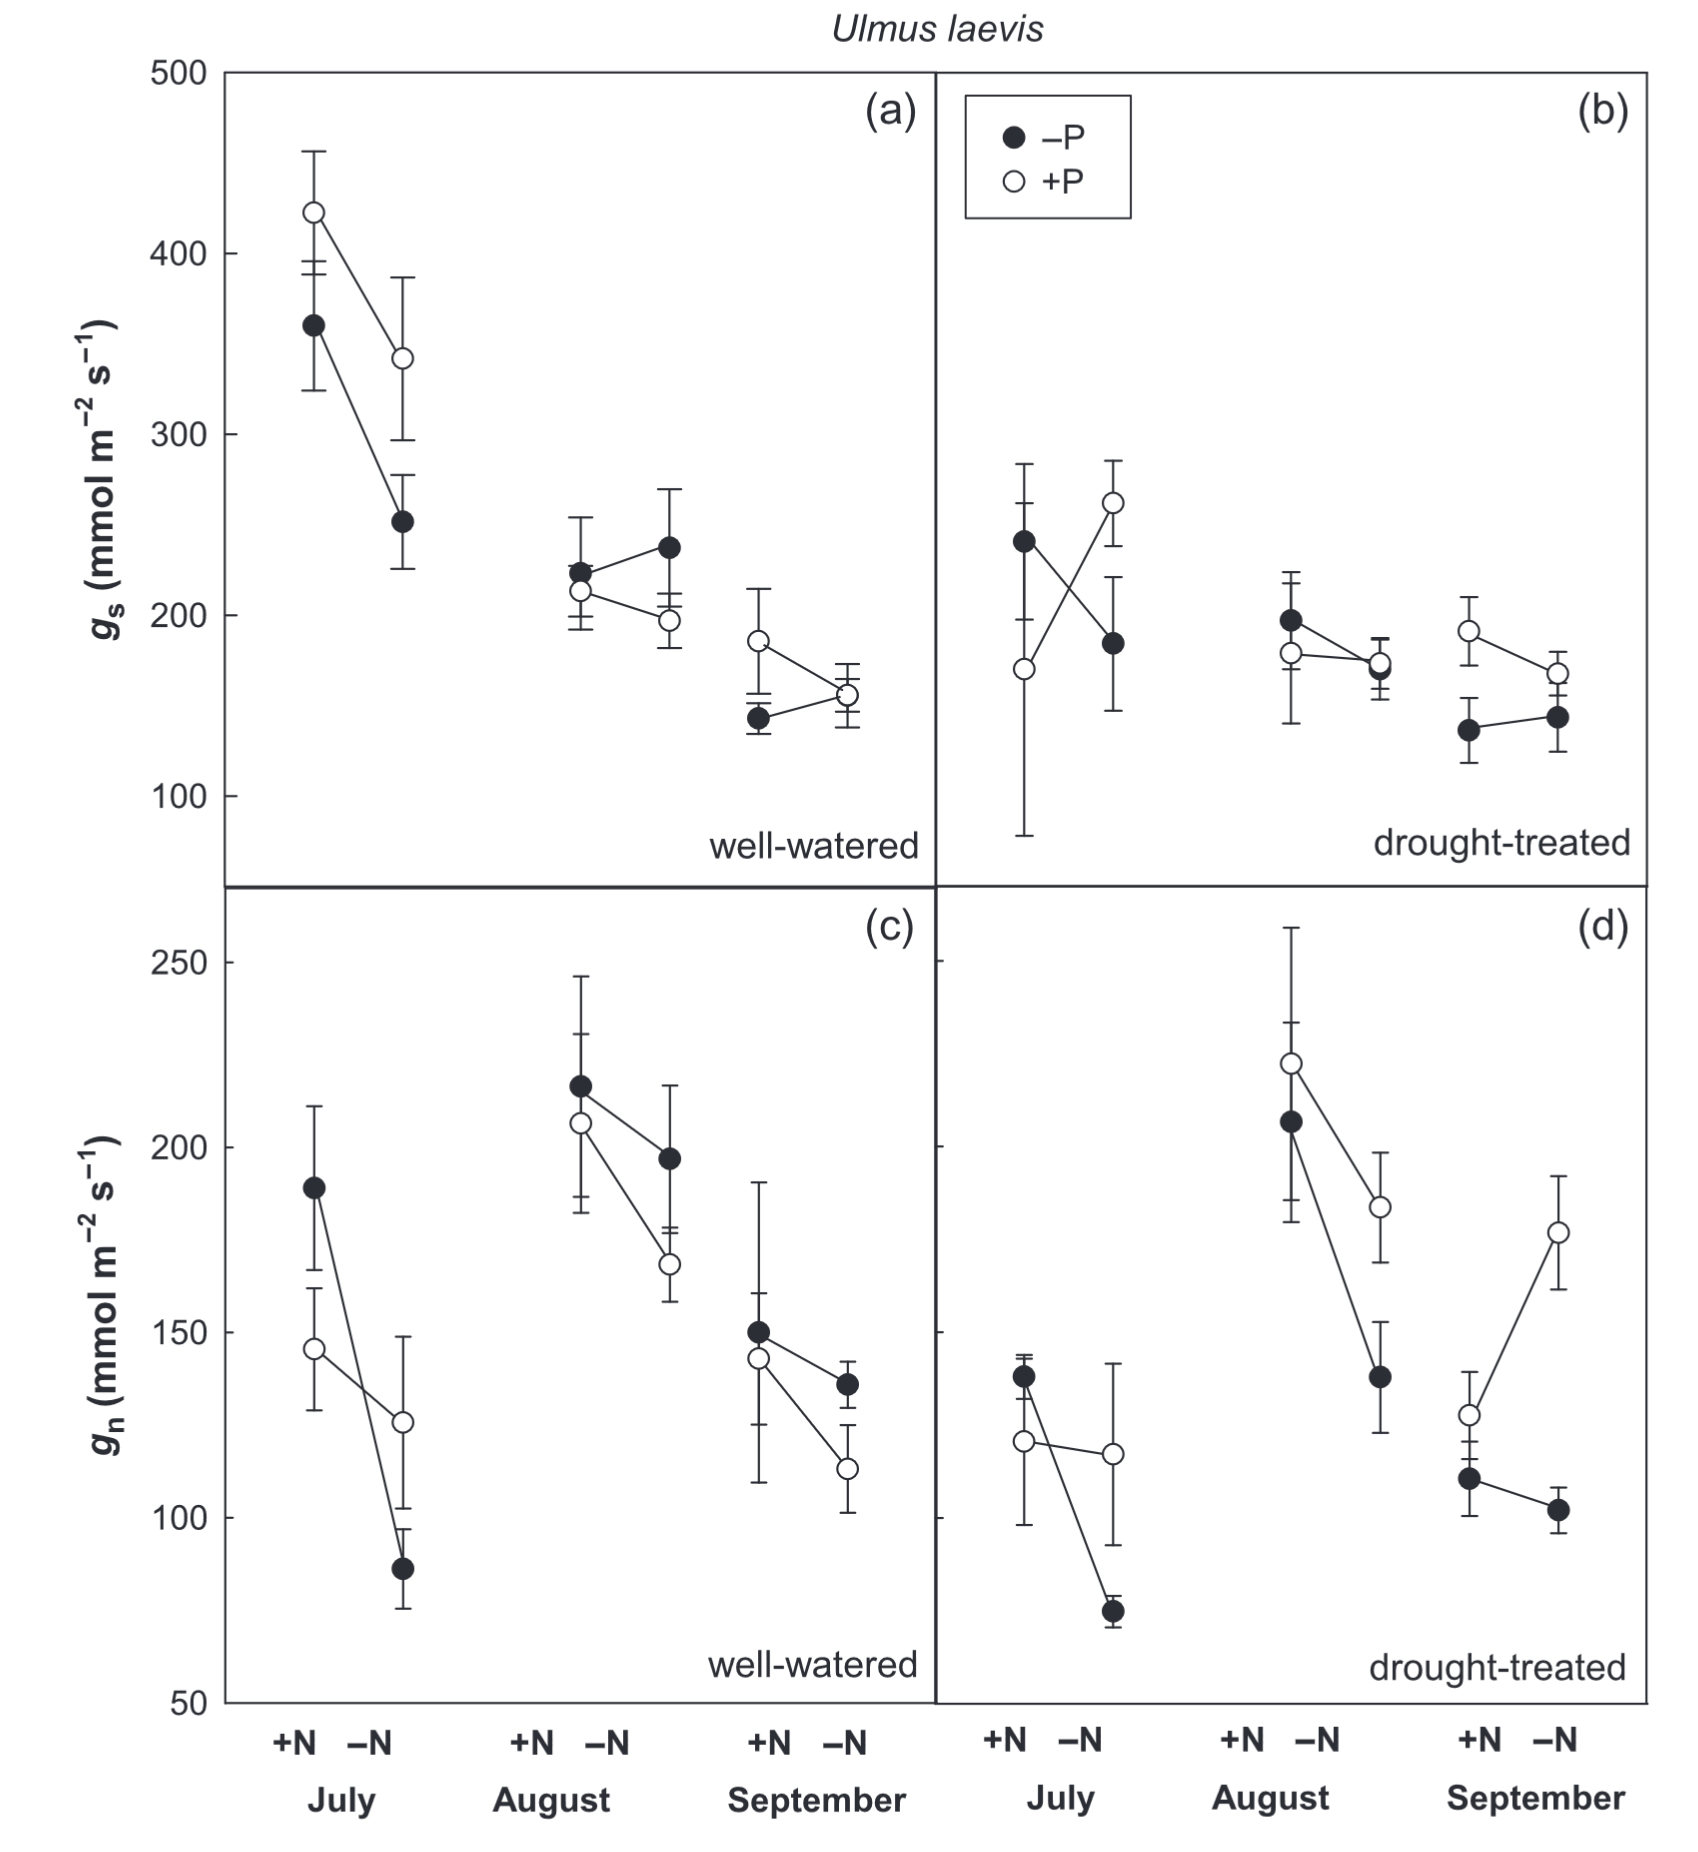 Ulmus laevis
(a)
(b)
–P
+P
500
400
300
200
100
gs (mmol m−2 s−1)
well-watered
drought-treated
(c)
(d)
250
200
150
100
50
gn (mmol m−2 s−1)
well-watered
drought-treated
+N –N +N –N +N –N +N –N +N –N +N –N
July August September July August September